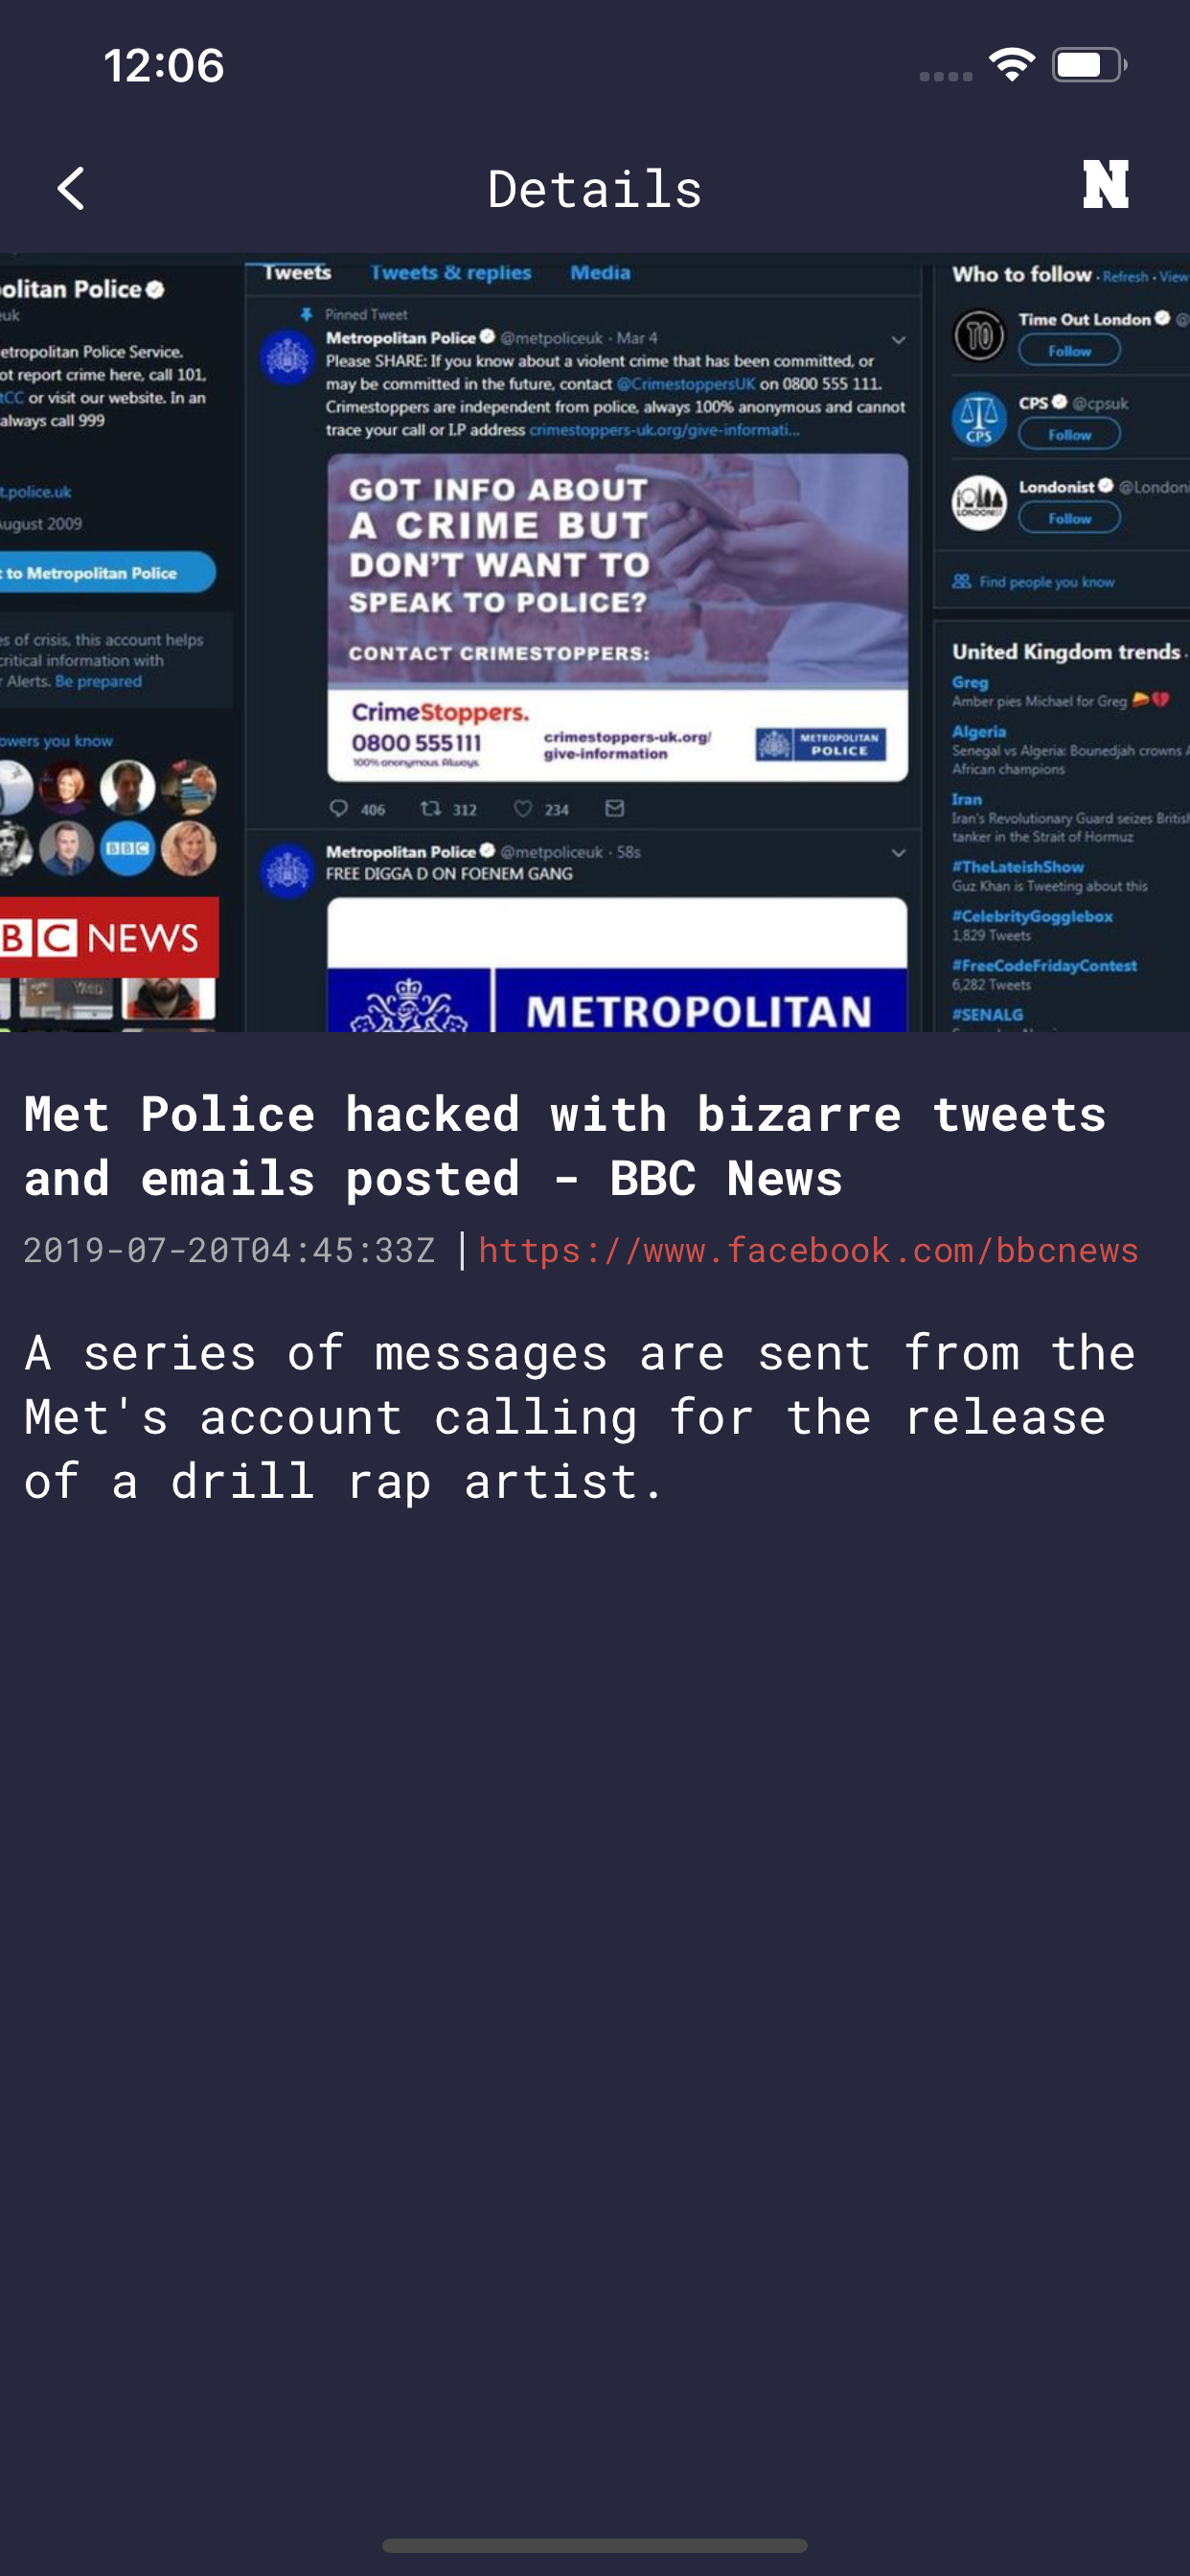 12:06
Details
N
olitan Police
euk
etropolitan Police Service.
ot report crime here, call 101,
tCC or visit our website. In an
always call 999
t.police.uk
August 2009
t to Metropolitan Police
es of crisis, this account helps
critical information with
r Alerts. Be prepared
owers you know
BBC
B C NEWS
Tweets Tweets & replies Media
Pinned Tweet
Metropolitan Police @metpoliceuk · Mar 4
Please SHARE: If you know about a violent crime that has been committed, or
may be committed in the future, contact @CrimestoppersUK on 0800 555 111.
Crimestoppers are independent from police, always 100% anonymous and cannot
trace your call or I.P address crimestoppers-uk.org/give-informati...
GOT INFO ABOUT
A CRIME BUT
DON'T WANT TO
SPEAK TO POLICE?
CONTACT CRIMESTOPPERS:
CrimeStoppers.
0800 555111
100% anonymous. Always.
crimestoppers-uk.org/
give-information
METROPOLITAN
POLICE
406 312 234
Metropolitan Police @metpoliceuk · 58s
FREE DIGGA D ON FOENEM GANG
METROPOLITAN
Who to follow · Refresh · View
Time Out London @
TO
Follow
CPS @cpsuk
CPS
Follow
Londonist @London
LONDONIST
Follow
Find people you know
United Kingdom trends ·
Greg
Amber pies Michael for Greg 🥧💔
Algeria
Senegal vs Algeria: Bounedjah crowns A
African champions
Iran
Iran's Revolutionary Guard seizes British
tanker in the Strait of Hormuz
#TheLateishShow
Guz Khan is Tweeting about this
#CelebrityGogglebox
1,829 Tweets
#FreeCodeFridayContest
6,282 Tweets
#SENALG
Met Police hacked with bizarre tweets
and emails posted - BBC News
2019-07-20T04:45:33Z | https://www.facebook.com/bbcnews
A series of messages are sent from the
Met's account calling for the release
of a drill rap artist.